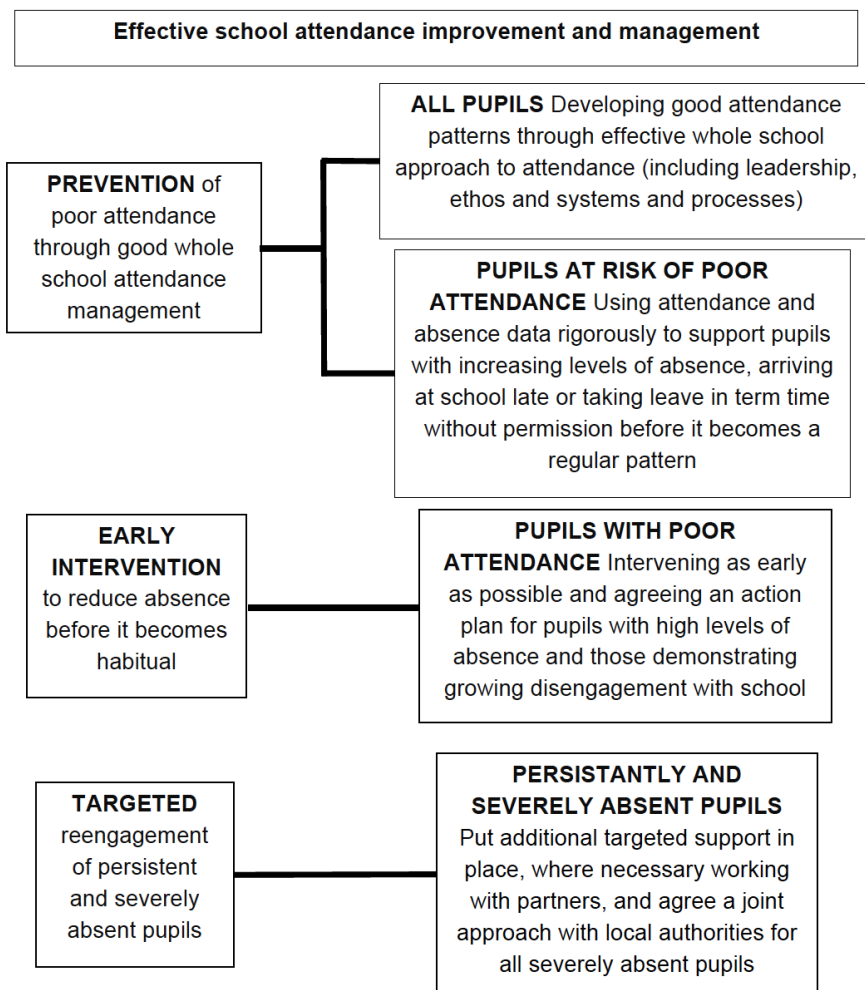 Effective school attendance improvement and management
ALL PUPILS Developing good attendance
patterns through effective whole school
approach to attendance (including leadership,
ethos and systems and processes)
PREVENTION of
poor attendance
through good whole
school attendance
management
PUPILS AT RISK OF POOR
ATTENDANCE Using attendance and
absence data rigorously to support pupils
with increasing levels of absence, arriving
at school late or taking leave in term time
without permission before it becomes a
regular pattern
EARLY
INTERVENTION
to reduce absence
before it becomes
habitual
PUPILS WITH POOR
ATTENDANCE Intervening as early
as possible and agreeing an action
plan for pupils with high levels of
absence and those demonstrating
growing disengagement with school
TARGETED
reengagement
of persistent
and severely
absent pupils
PERSISTANTLY AND
SEVERELY ABSENT PUPILS
Put additional targeted support in
place, where necessary working
with partners, and agree a joint
approach with local authorities for
all severely absent pupils